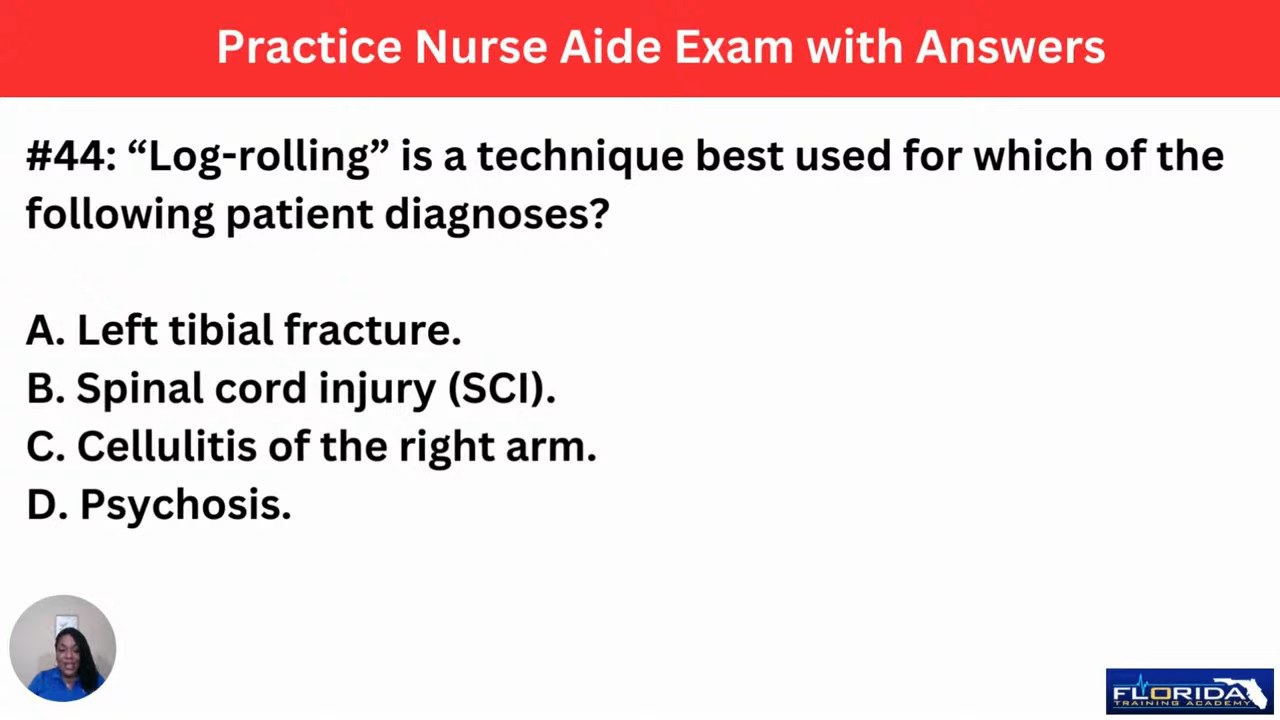 Practice Nurse Aide Exam with Answers
#44: “Log-rolling” is a technique best used for which of the
following patient diagnoses?
A. Left tibial fracture.
B. Spinal cord injury (SCI).
C. Cellulitis of the right arm.
D. Psychosis.
FLORIDA
TRAINING ACADEMY